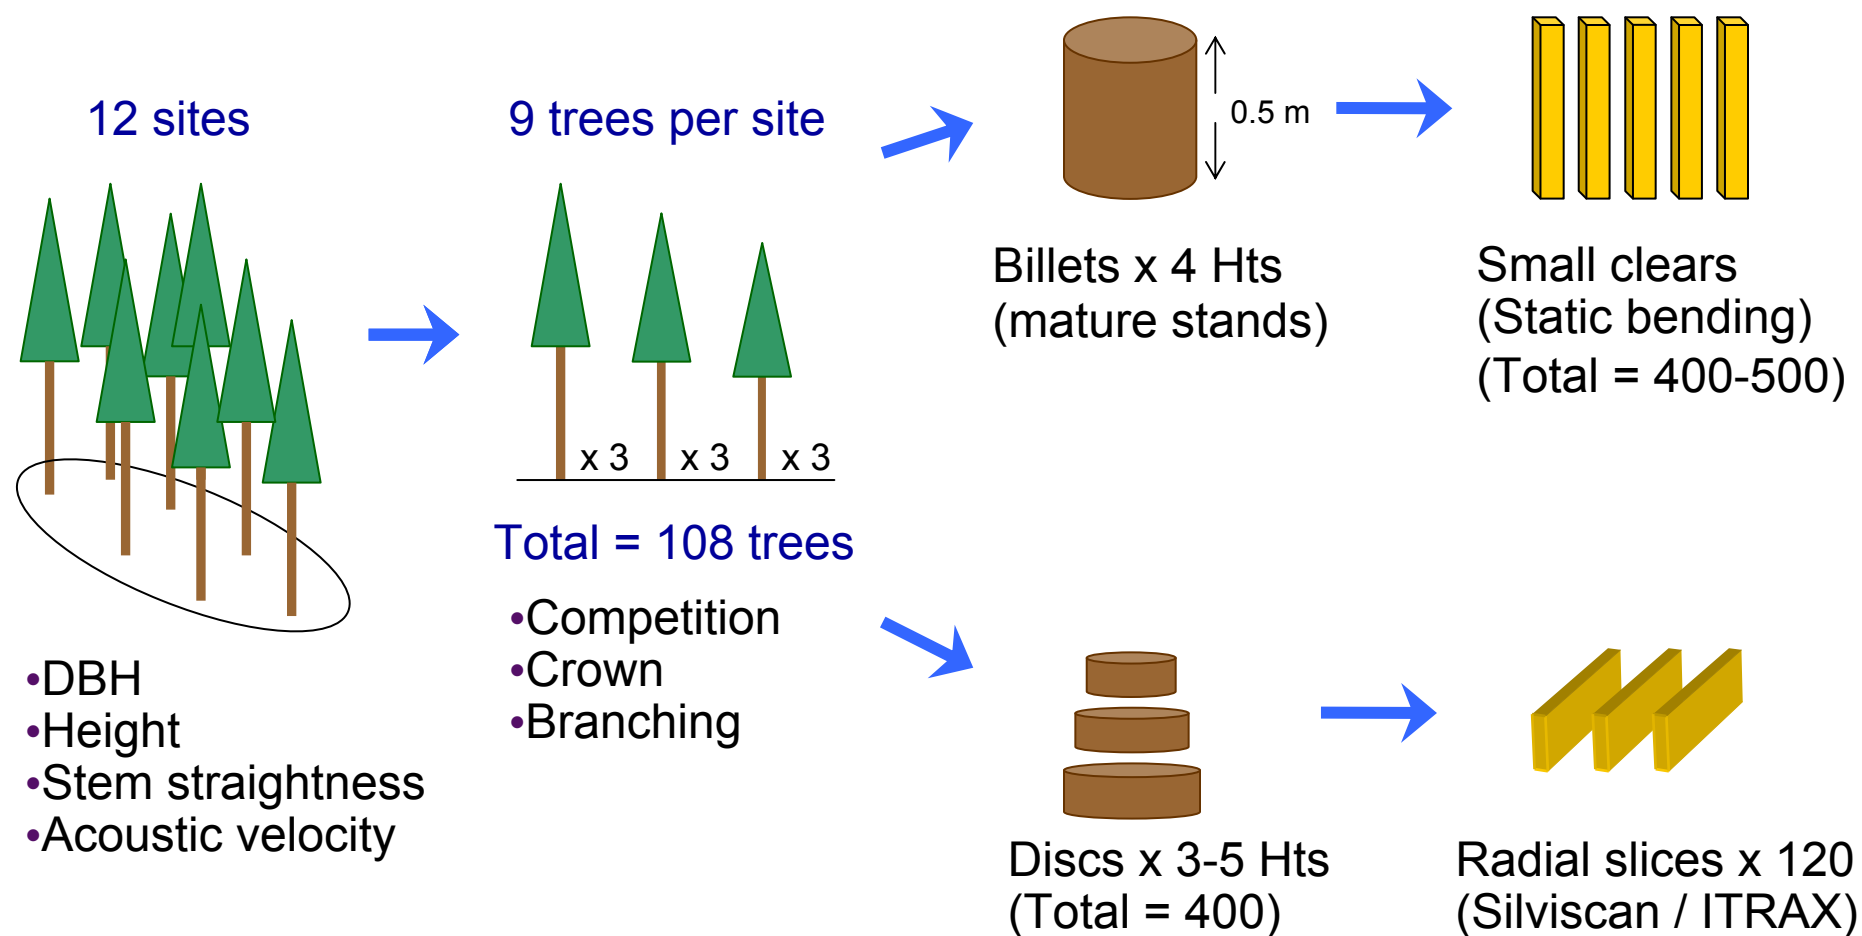 12 sites
•DBH
•Height
•Stem straightness
•Acoustic velocity
9 trees per site
x 3 x 3 x 3
Total = 108 trees
•Competition
•Crown
•Branching
0.5 m
Billets x 4 Hts
(mature stands)
Small clears
(Static bending)
(Total = 400-500)
Discs x 3-5 Hts
(Total = 400)
Radial slices x 120
(Silviscan / ITRAX)